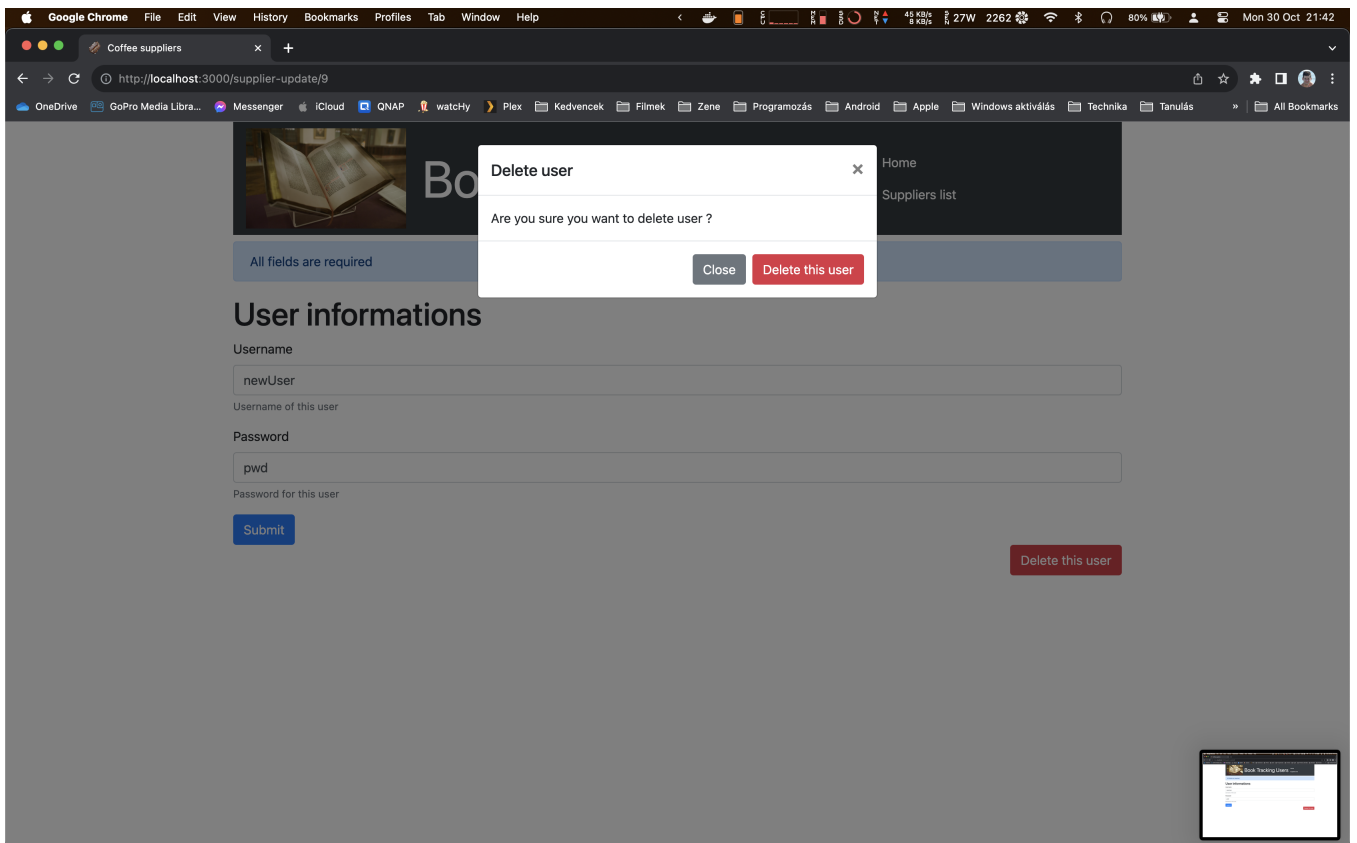 Google Chrome File Edit View History Bookmarks Profiles Tab Window Help 45 KB/s 8 KB/s 27W 2262 80% Mon 30 Oct 21:42
Coffee suppliers
http://localhost:3000/supplier-update/9
OneDrive GoPro Media Libra... Messenger iCloud QNAP watcHy Plex Kedvencek Filmek Zene Programozás Android Apple Windows aktiválás Technika Tanulás » All Bookmarks
Bo
Home
Suppliers list
Delete user ×
Are you sure you want to delete user ?
Close Delete this user
All fields are required
User informations
Username
newUser
Username of this user
Password
pwd
Password for this user
Submit
Delete this user
Book Tracking Users